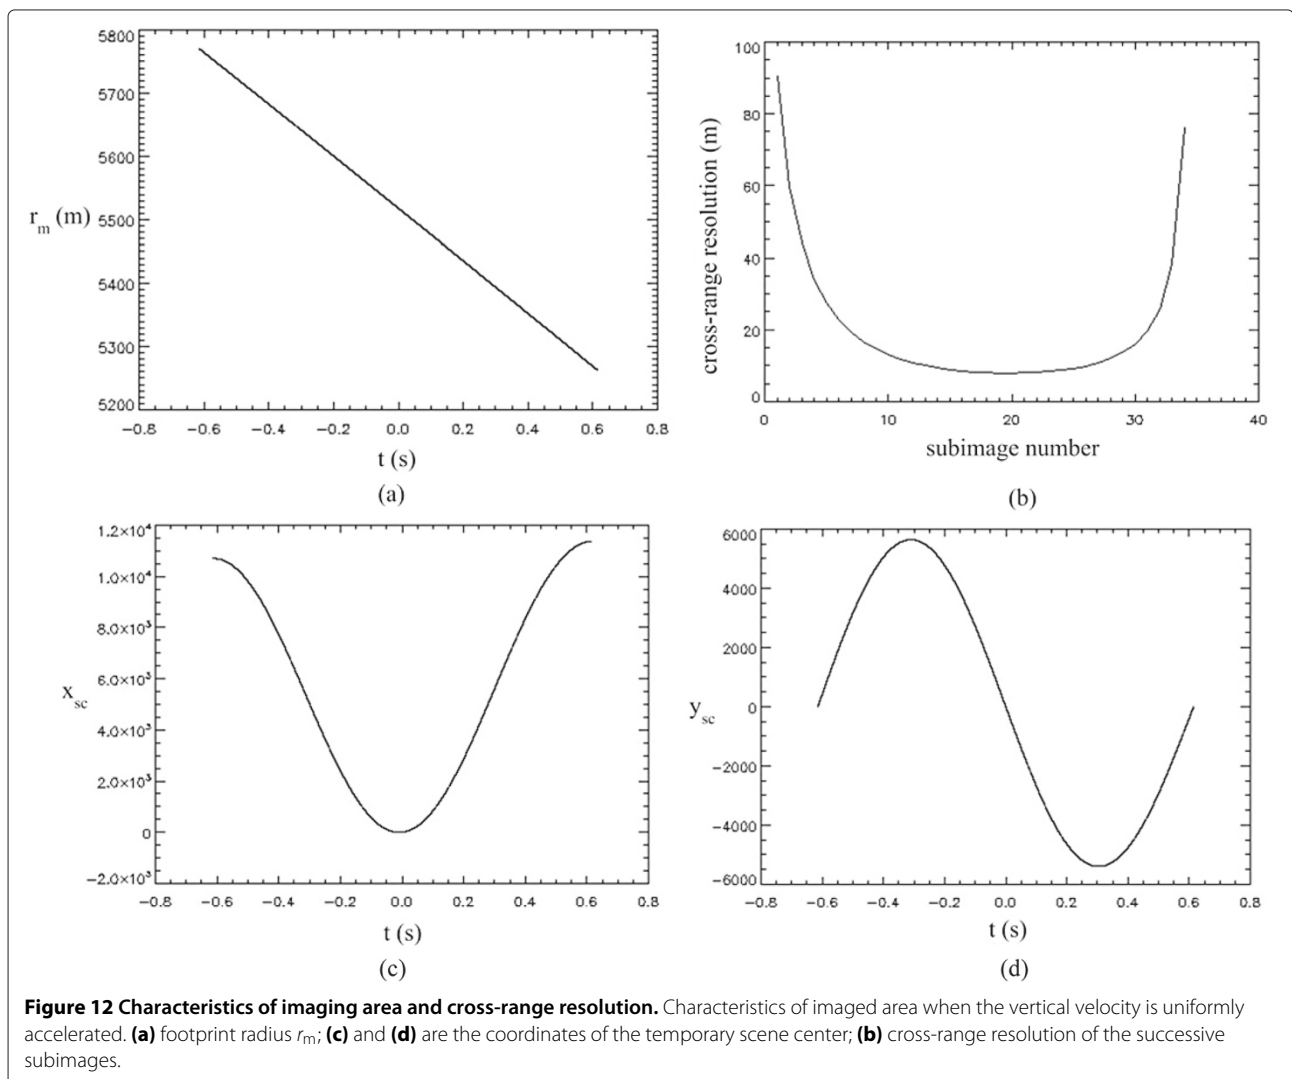 5800
5700
5600
5500
5400
5300
5200
r_m (m)
−0.8 −0.6 −0.4 −0.2 0.0 0.2 0.4 0.6 0.8
t (s)
(a)
100
80
60
40
20
0
cross-range resolution (m)
0 10 20 30 40
subimage number
(b)
1.2×10⁴
1.0×10⁴
8.0×10³
6.0×10³
4.0×10³
2.0×10³
0
−2.0×10³
x_sc
−0.8 −0.6 −0.4 −0.2 0.0 0.2 0.4 0.6 0.8
t (s)
(c)
6000
4000
2000
0
−2000
−4000
−6000
y_sc
−0.8 −0.6 −0.4 −0.2 0.0 0.2 0.4 0.6 0.8
t (s)
(d)
Figure 12 Characteristics of imaging area and cross-range resolution. Characteristics of imaged area when the vertical velocity is uniformly
accelerated. (a) footprint radius r_m; (c) and (d) are the coordinates of the temporary scene center; (b) cross-range resolution of the successive
subimages.